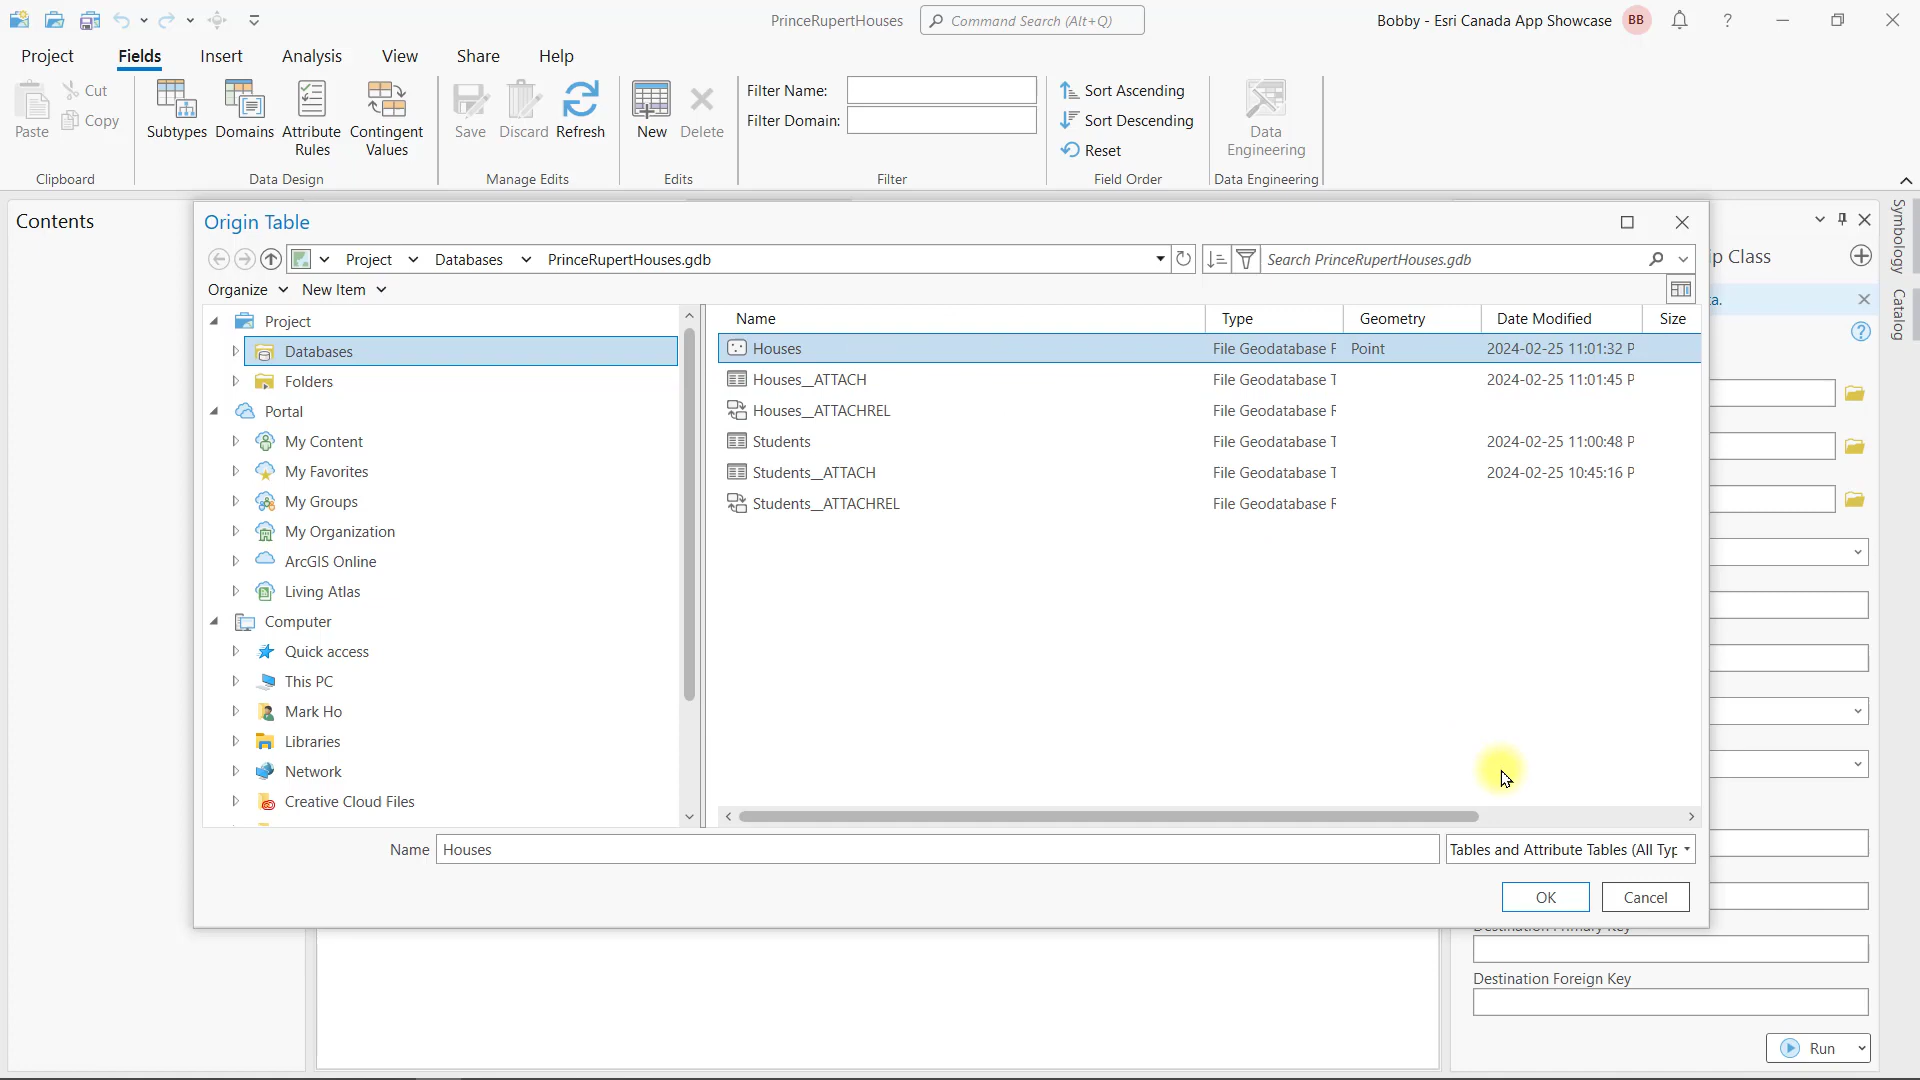 PrinceRupertHouses
Command Search (Alt+Q)
Bobby - Esri Canada App Showcase
BB
?
Project
Fields
Insert
Analysis
View
Share
Help
Paste
Cut
Copy
Clipboard
Subtypes
Domains
Attribute Rules
Contingent Values
Data Design
Save
Discard
Refresh
Manage Edits
New
Delete
Edits
Filter Name:
Filter Domain:
Filter
Sort Ascending
Sort Descending
Reset
Field Order
Data Engineering
Data Engineering
Contents
Origin Table
Project
Databases
PrinceRupertHouses.gdb
Search PrinceRupertHouses.gdb
Organize
New Item
Project
Databases
Folders
Portal
My Content
My Favorites
My Groups
My Organization
ArcGIS Online
Living Atlas
Computer
Quick access
This PC
Mark Ho
Libraries
Network
Creative Cloud Files
Name Type Geometry Date Modified Size
Houses File Geodatabase F Point 2024-02-25 11:01:32 P
Houses__ATTACH File Geodatabase T 2024-02-25 11:01:45 P
Houses__ATTACHREL File Geodatabase F
Students File Geodatabase T 2024-02-25 11:00:48 P
Students__ATTACH File Geodatabase T 2024-02-25 10:45:16 P
Students__ATTACHREL File Geodatabase F
Name Houses
Tables and Attribute Tables (All Typ
OK
Cancel
p Class
ta.
?
Symbology
Catalog
Destination Foreign Key
Run